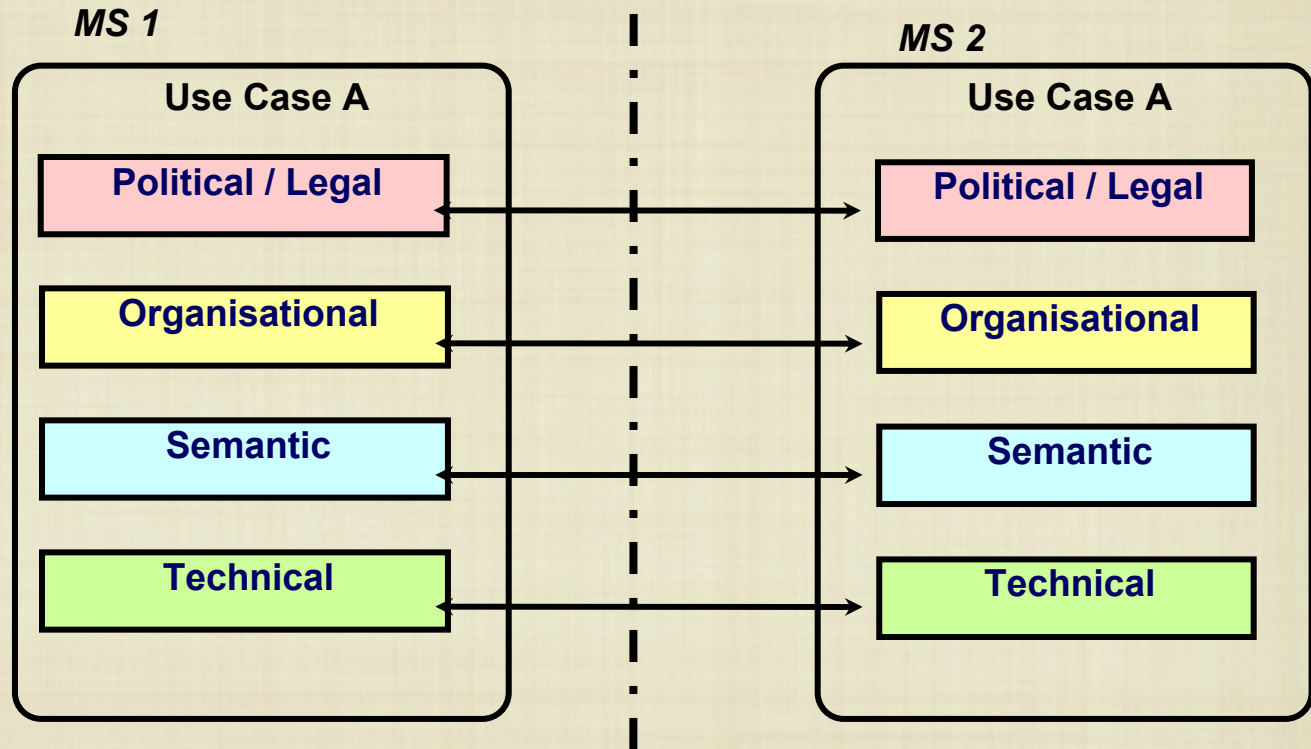 MS 1
Use Case A
Political / Legal
Organisational
Semantic
Technical
MS 2
Use Case A
Political / Legal
Organisational
Semantic
Technical